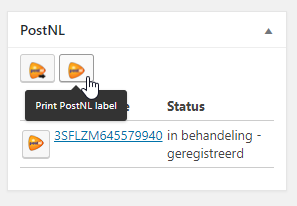 PostNL
Print PostNL label
Status
3SFLZM645579940 in behandeling -
geregistreerd